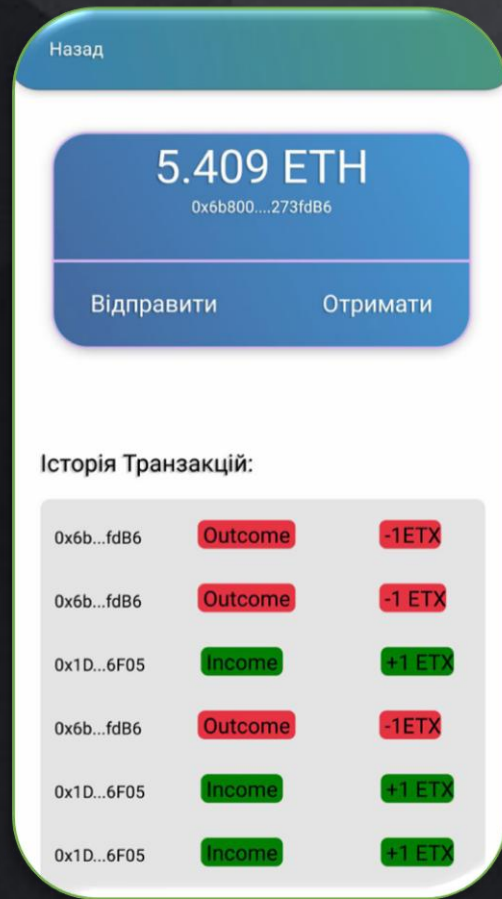 Назад
5.409 ETH
0x6b800....273fdB6
Відправити Отримати
Історія Транзакцій:
0x6b...fdB6 Outcome -1ETX
0x6b...fdB6 Outcome -1 ETX
0x1D...6F05 Income +1 ETX
0x6b...fdB6 Outcome -1ETX
0x1D...6F05 Income +1 ETX
0x1D...6F05 Income +1 ETX